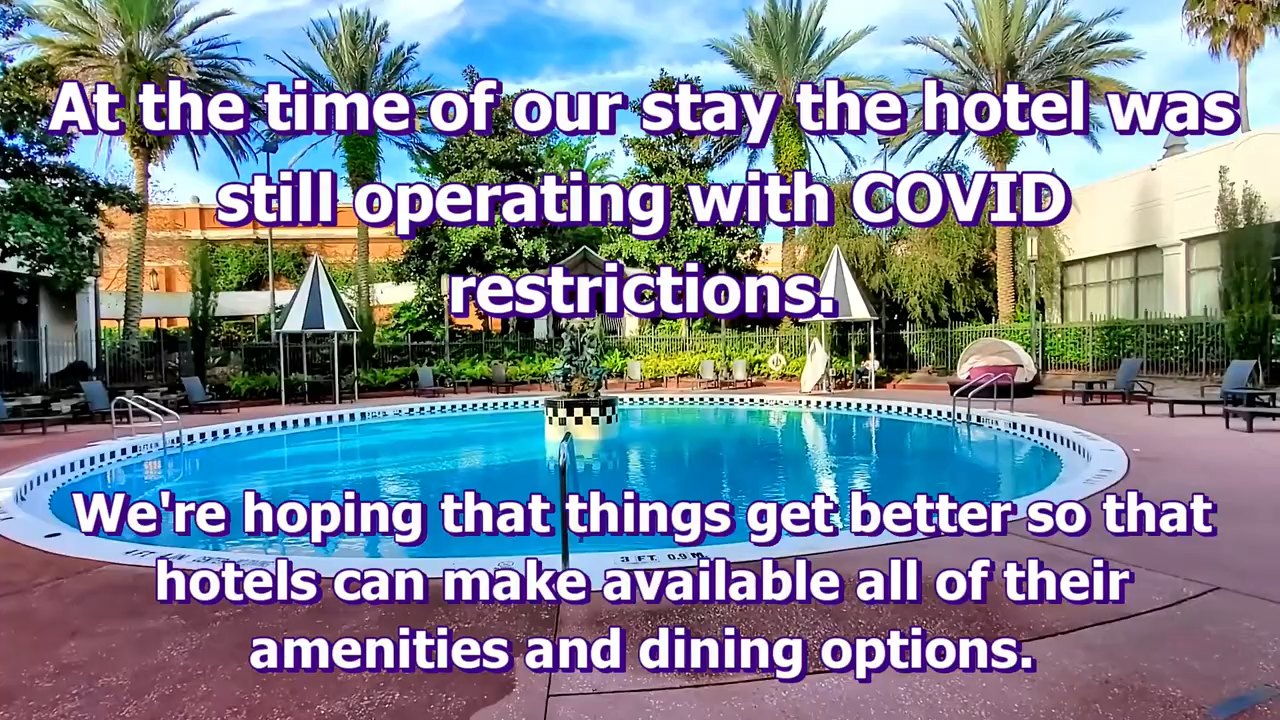 At the time of our stay the hotel was
still operating with COVID
restrictions.
We're hoping that things get better so that
hotels can make available all of their
amenities and dining options.
3 FT. 0.9 M